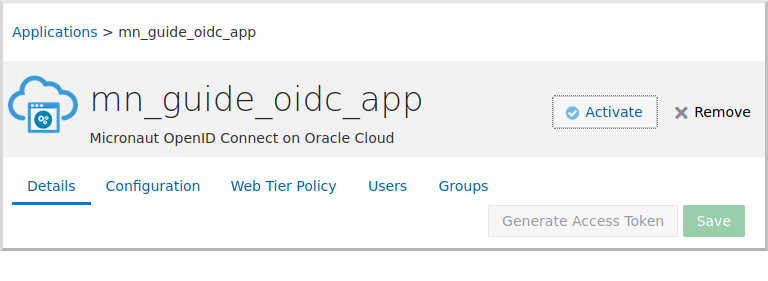 Applications > mn_guide_oidc_app
mn_guide_oidc_app
Activate
Remove
Micronaut OpenID Connect on Oracle Cloud
Details Configuration Web Tier Policy Users Groups
Generate Access Token Save